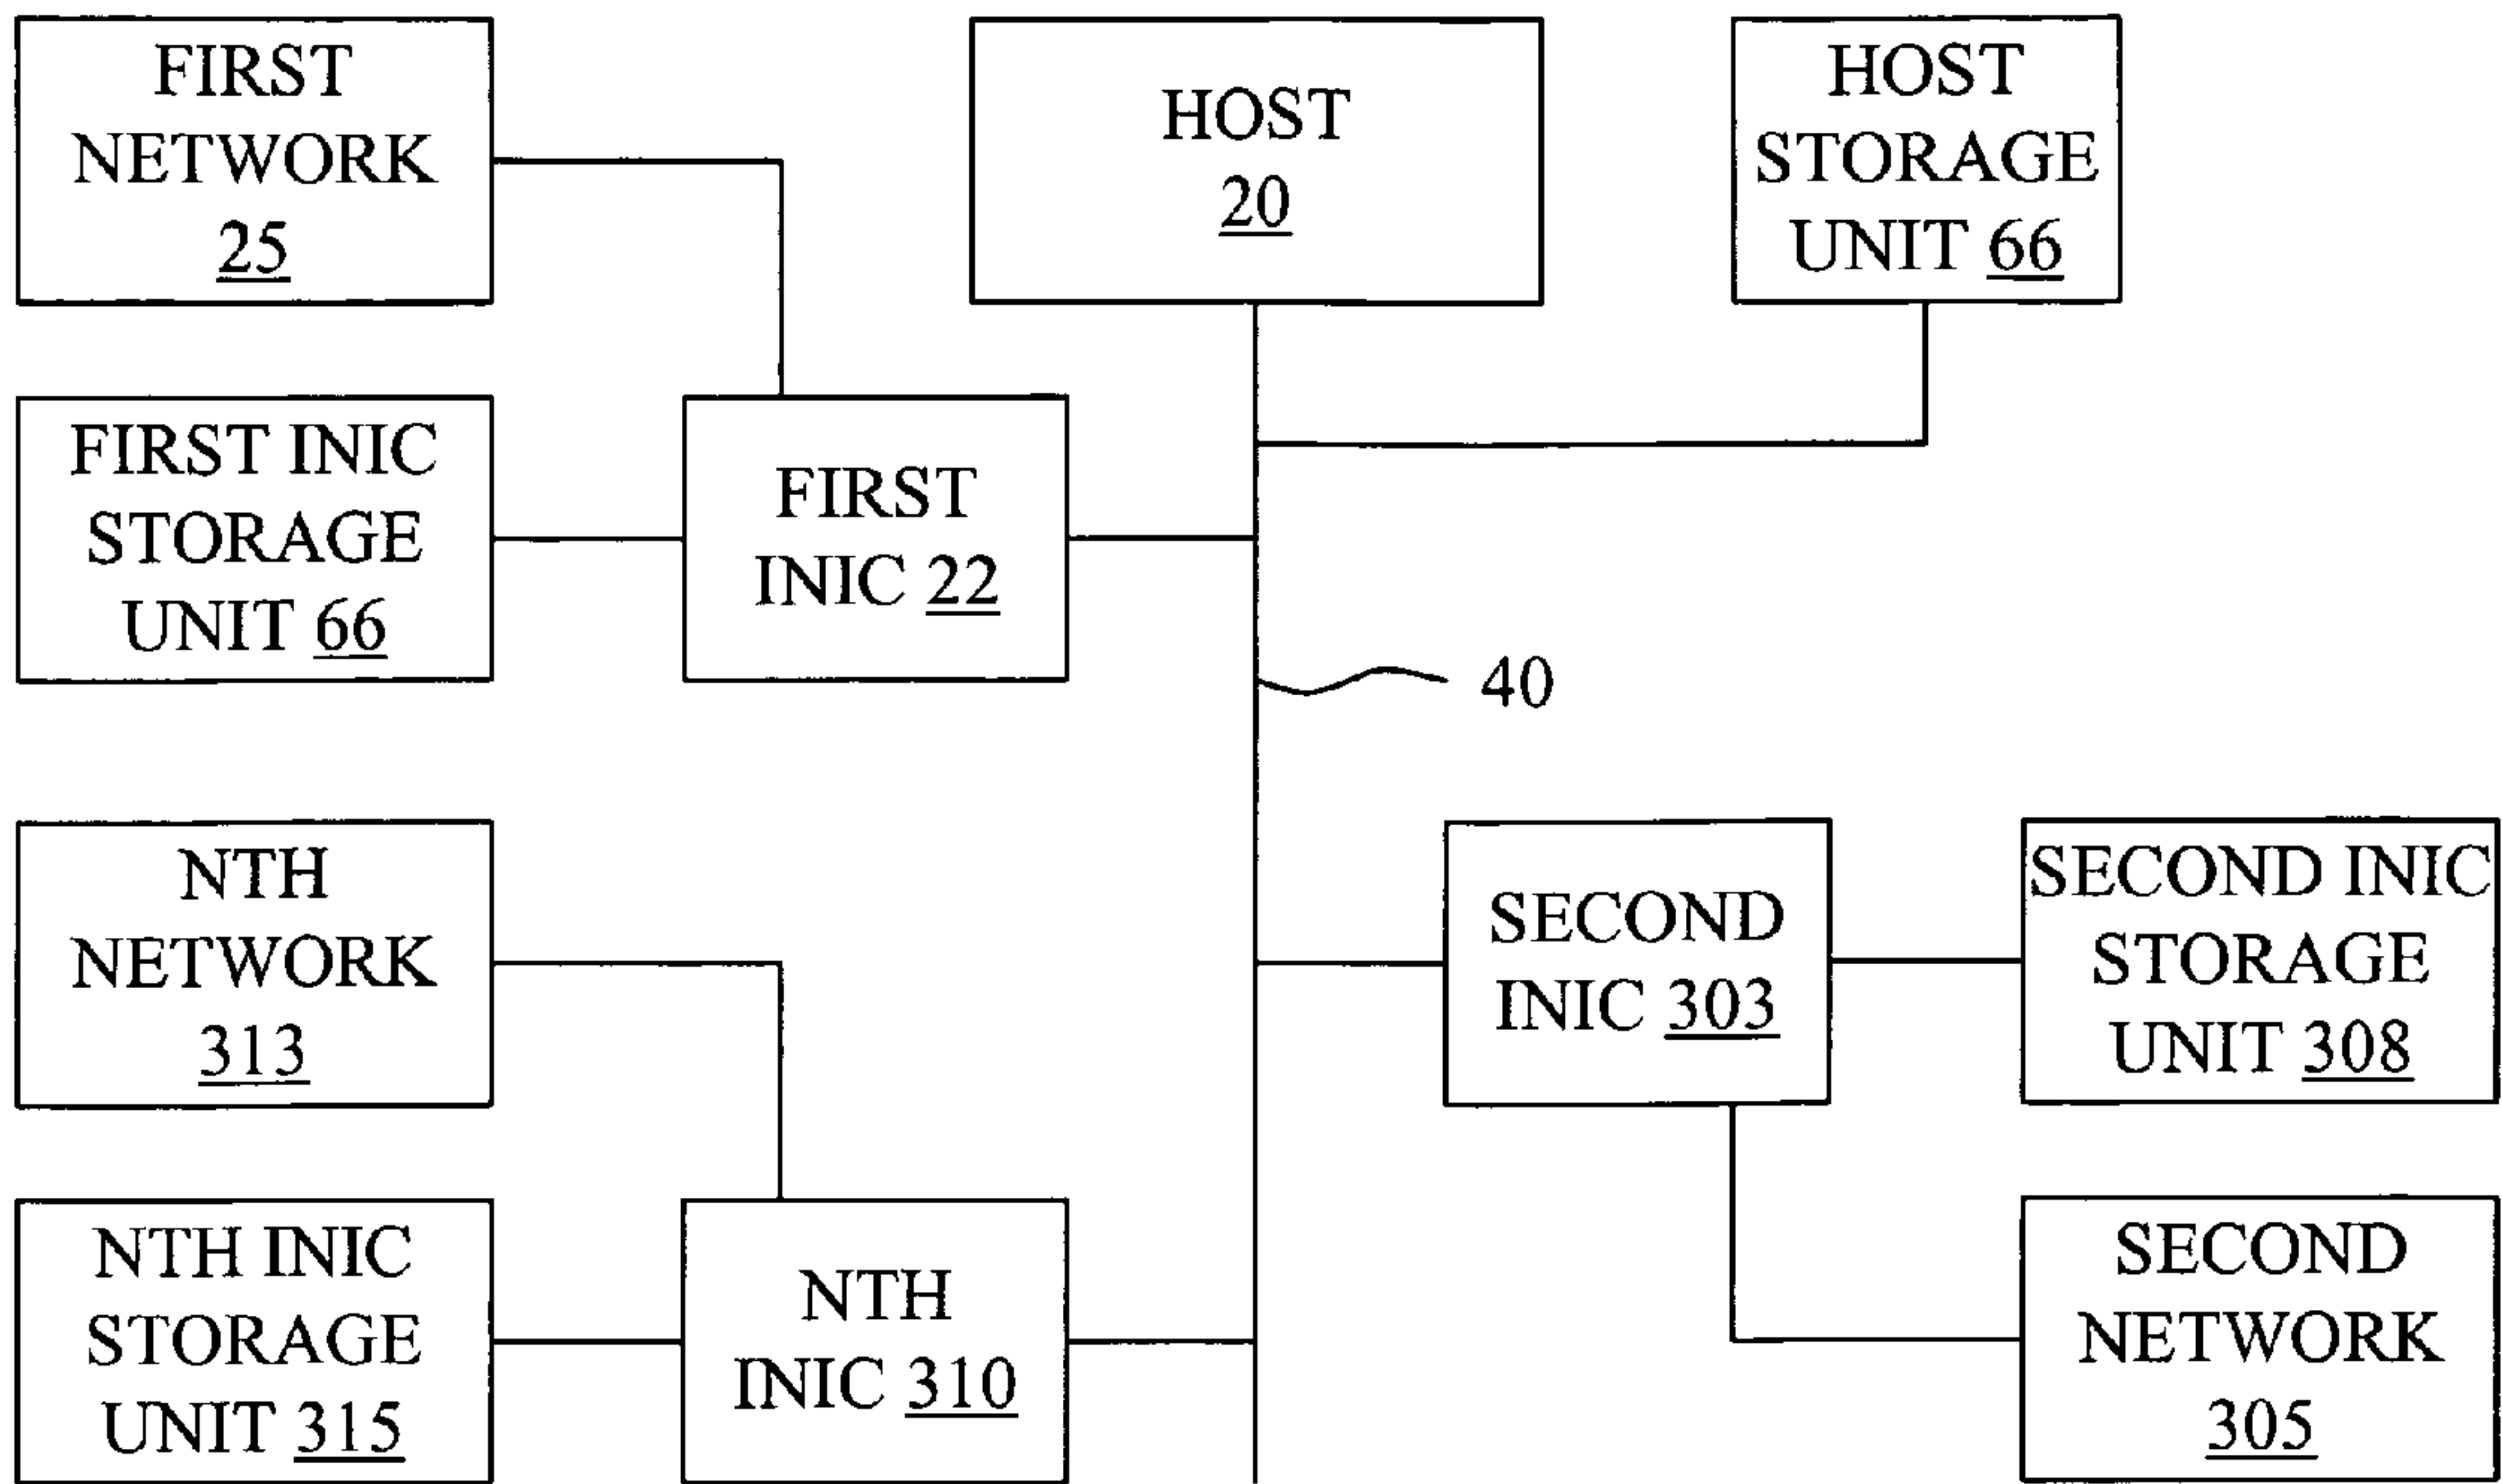 FIRST
NETWORK
25
HOST
20
HOST
STORAGE
UNIT 66
FIRST INIC
STORAGE
UNIT 66
FIRST
INIC 22
40
NTH
NETWORK
313
SECOND
INIC 303
SECOND INIC
STORAGE
UNIT 308
NTH INIC
STORAGE
UNIT 315
NTH
INIC 310
SECOND
NETWORK
305